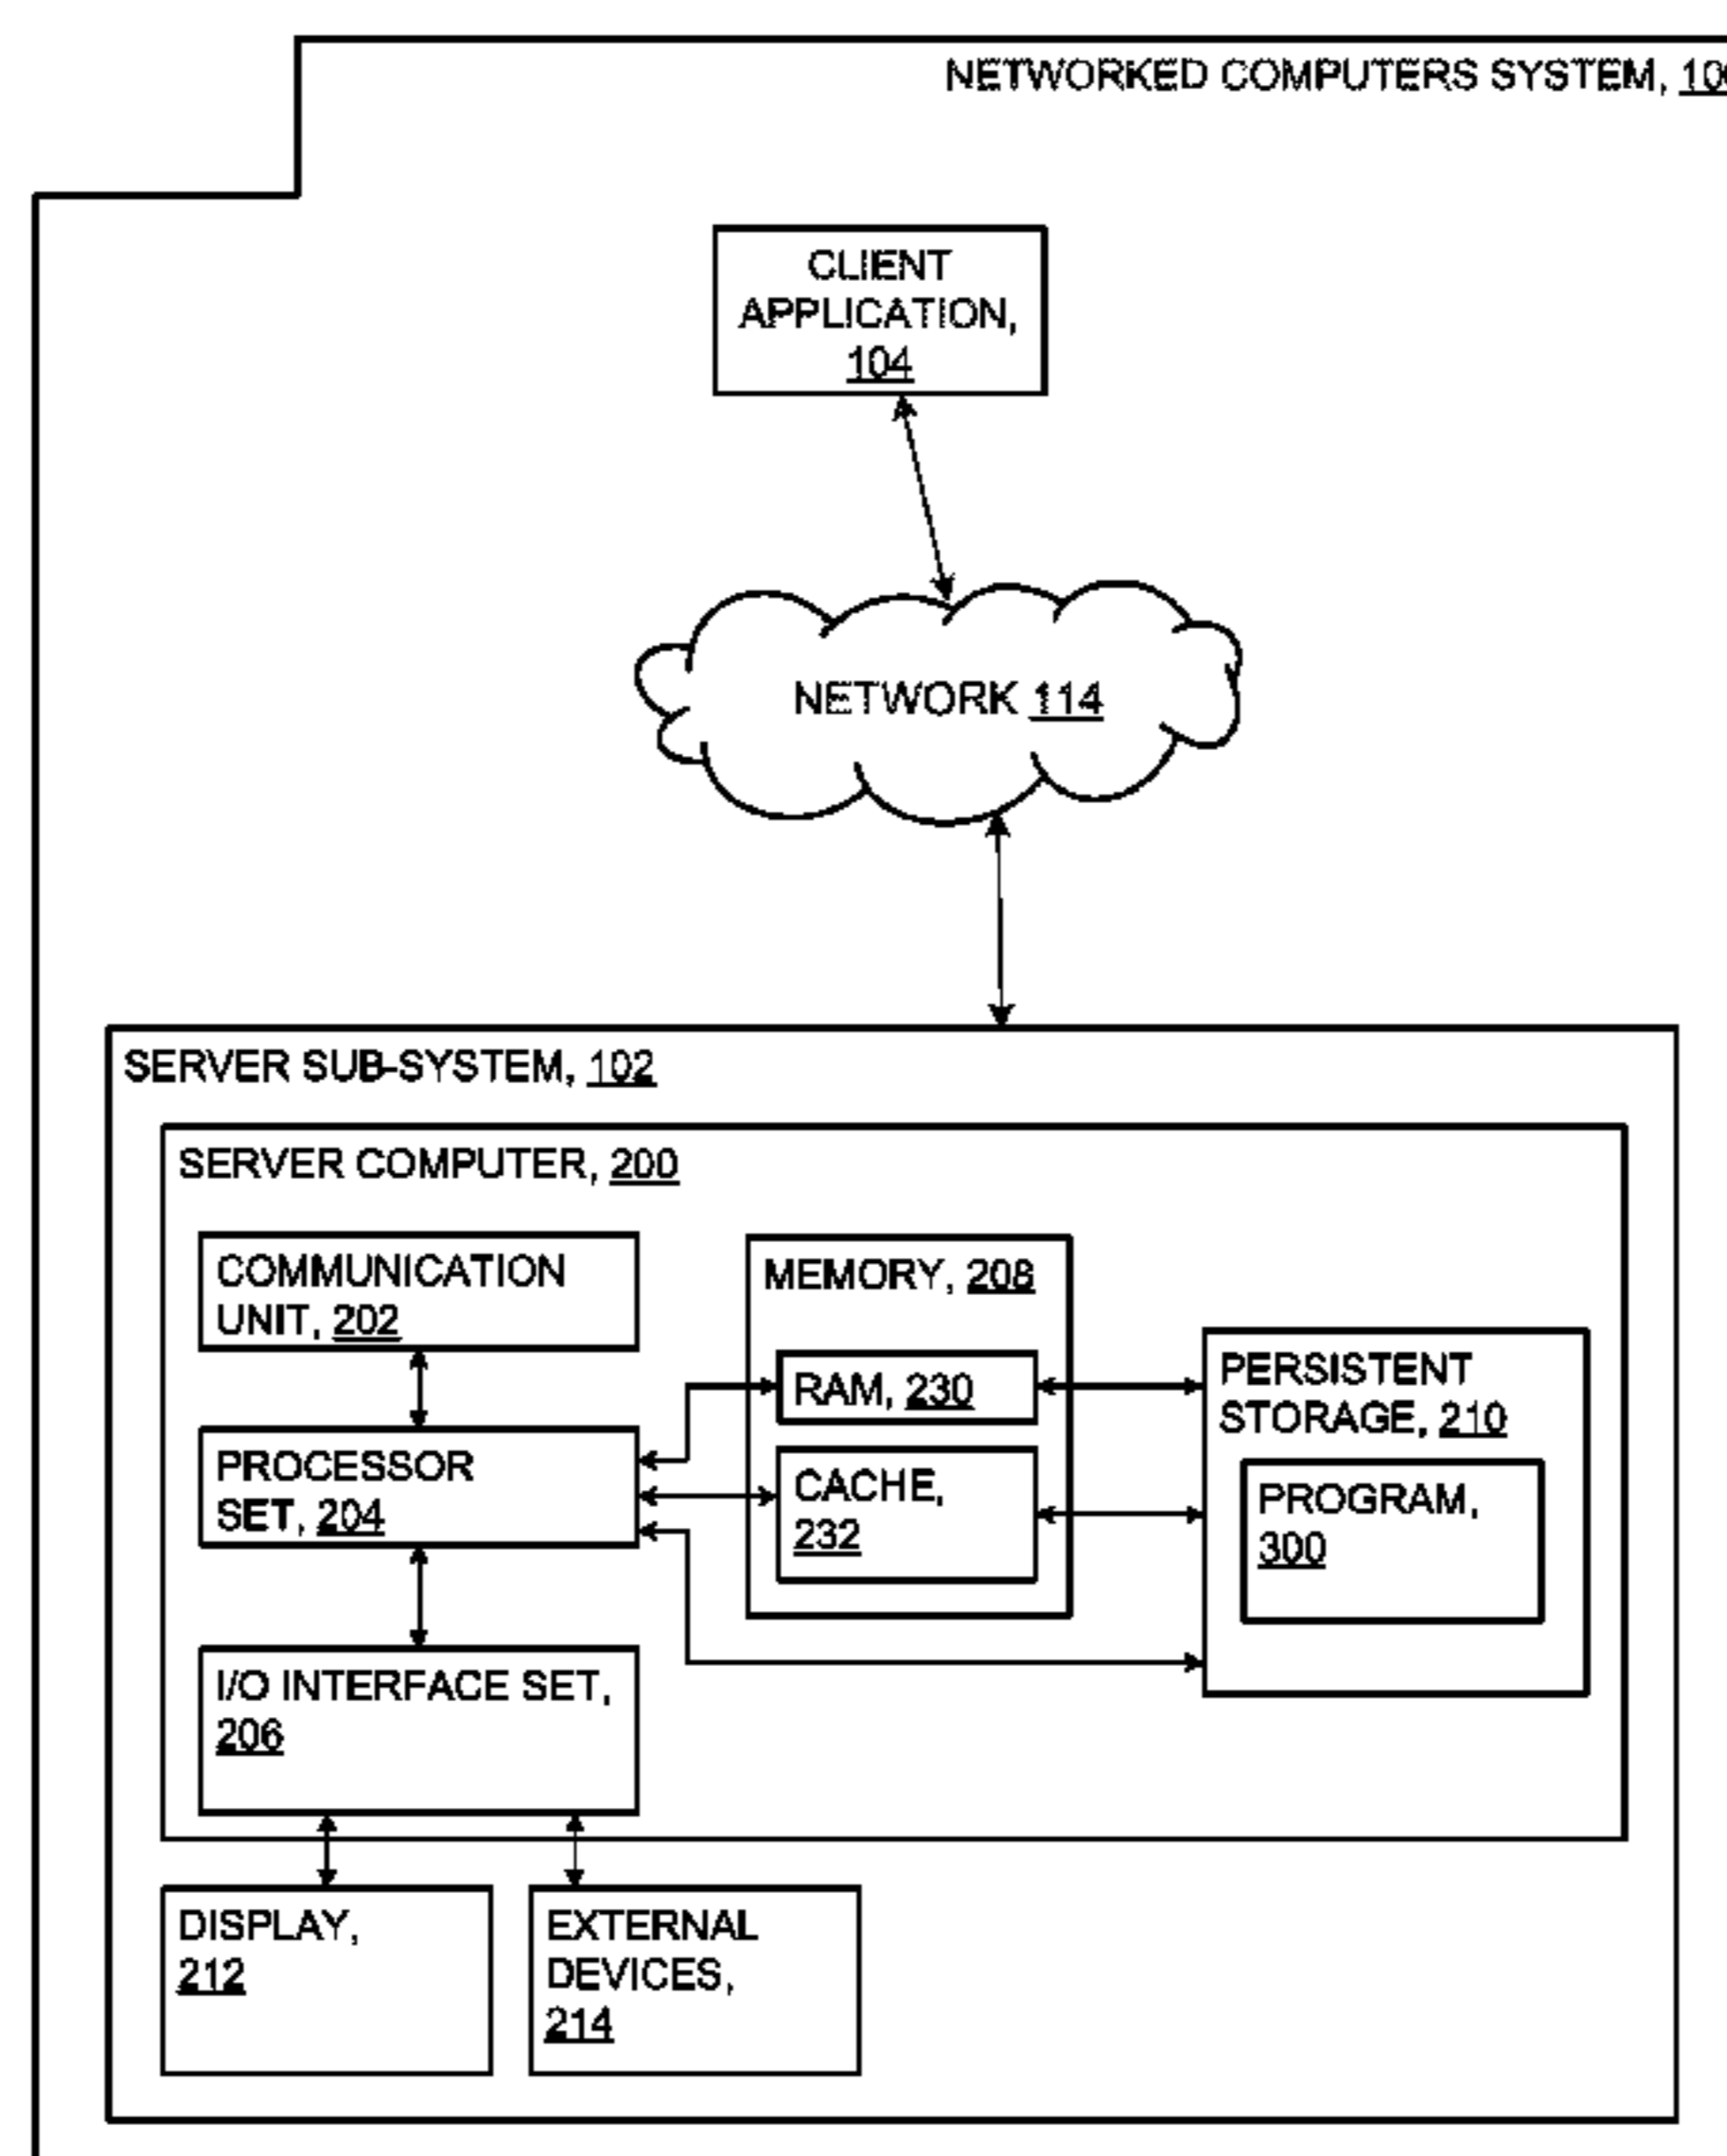 NETWORKED COMPUTERS SYSTEM,
CLIENT
APPLICATION,
104
NETWORK 114
SERVER SUB-SYSTEM, 102
SERVER COMPUTER, 200
COMMUNICATION
UNIT, 202
MEMORY, 208
RAM, 230
PERSISTENT
STORAGE, 210
PROCESSOR
SET, 204
CACHE,
232
PROGRAM,
300
I/O INTERFACE SET,
206
DISPLAY,
212
EXTERNAL
DEVICES,
214